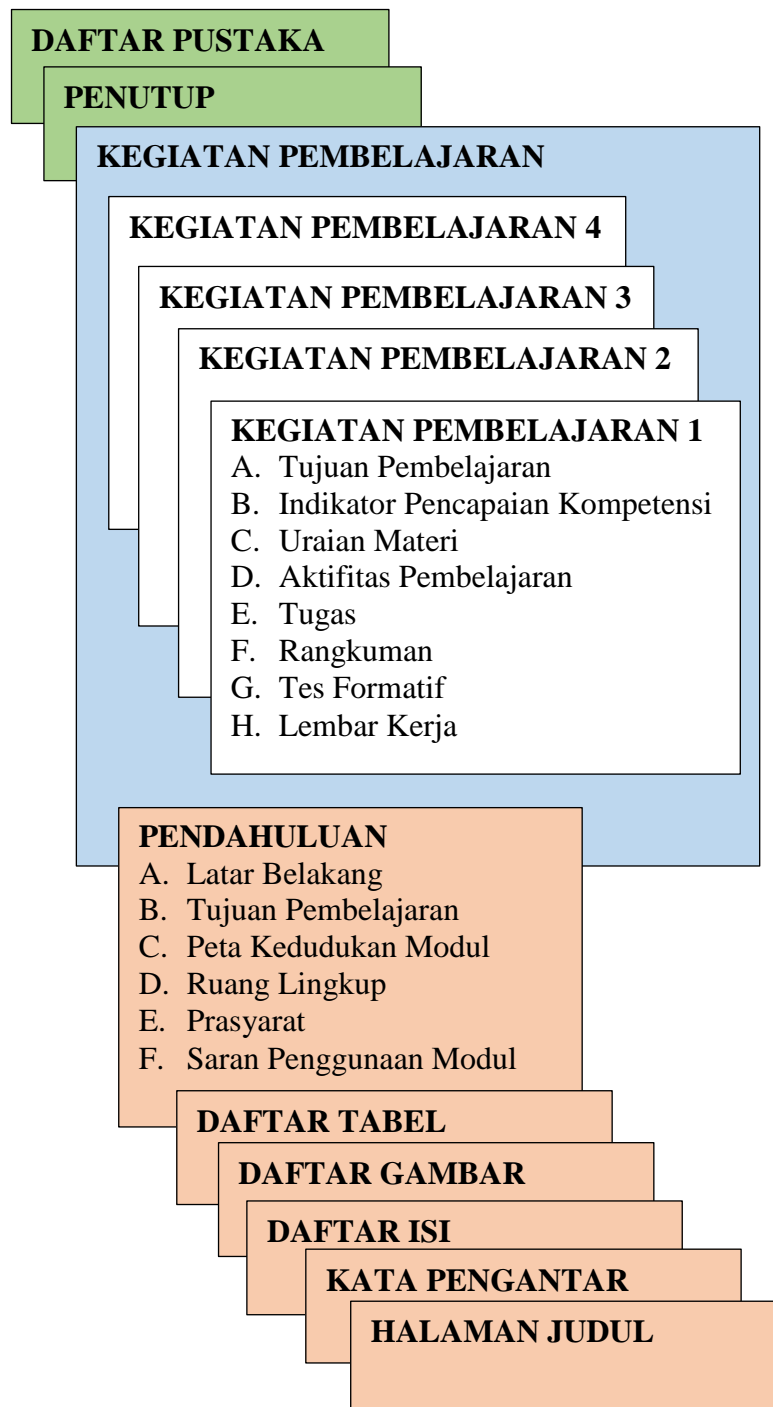 DAFTAR PUSTAKA
PENUTUP
KEGIATAN PEMBELAJARAN
KEGIATAN PEMBELAJARAN 4
KEGIATAN PEMBELAJARAN 3
KEGIATAN PEMBELAJARAN 2
KEGIATAN PEMBELAJARAN 1
A. Tujuan Pembelajaran
B. Indikator Pencapaian Kompetensi
C. Uraian Materi
D. Aktifitas Pembelajaran
E. Tugas
F. Rangkuman
G. Tes Formatif
H. Lembar Kerja
PENDAHULUAN
A. Latar Belakang
B. Tujuan Pembelajaran
C. Peta Kedudukan Modul
D. Ruang Lingkup
E. Prasyarat
F. Saran Penggunaan Modul
DAFTAR TABEL
DAFTAR GAMBAR
DAFTAR ISI
KATA PENGANTAR
HALAMAN JUDUL